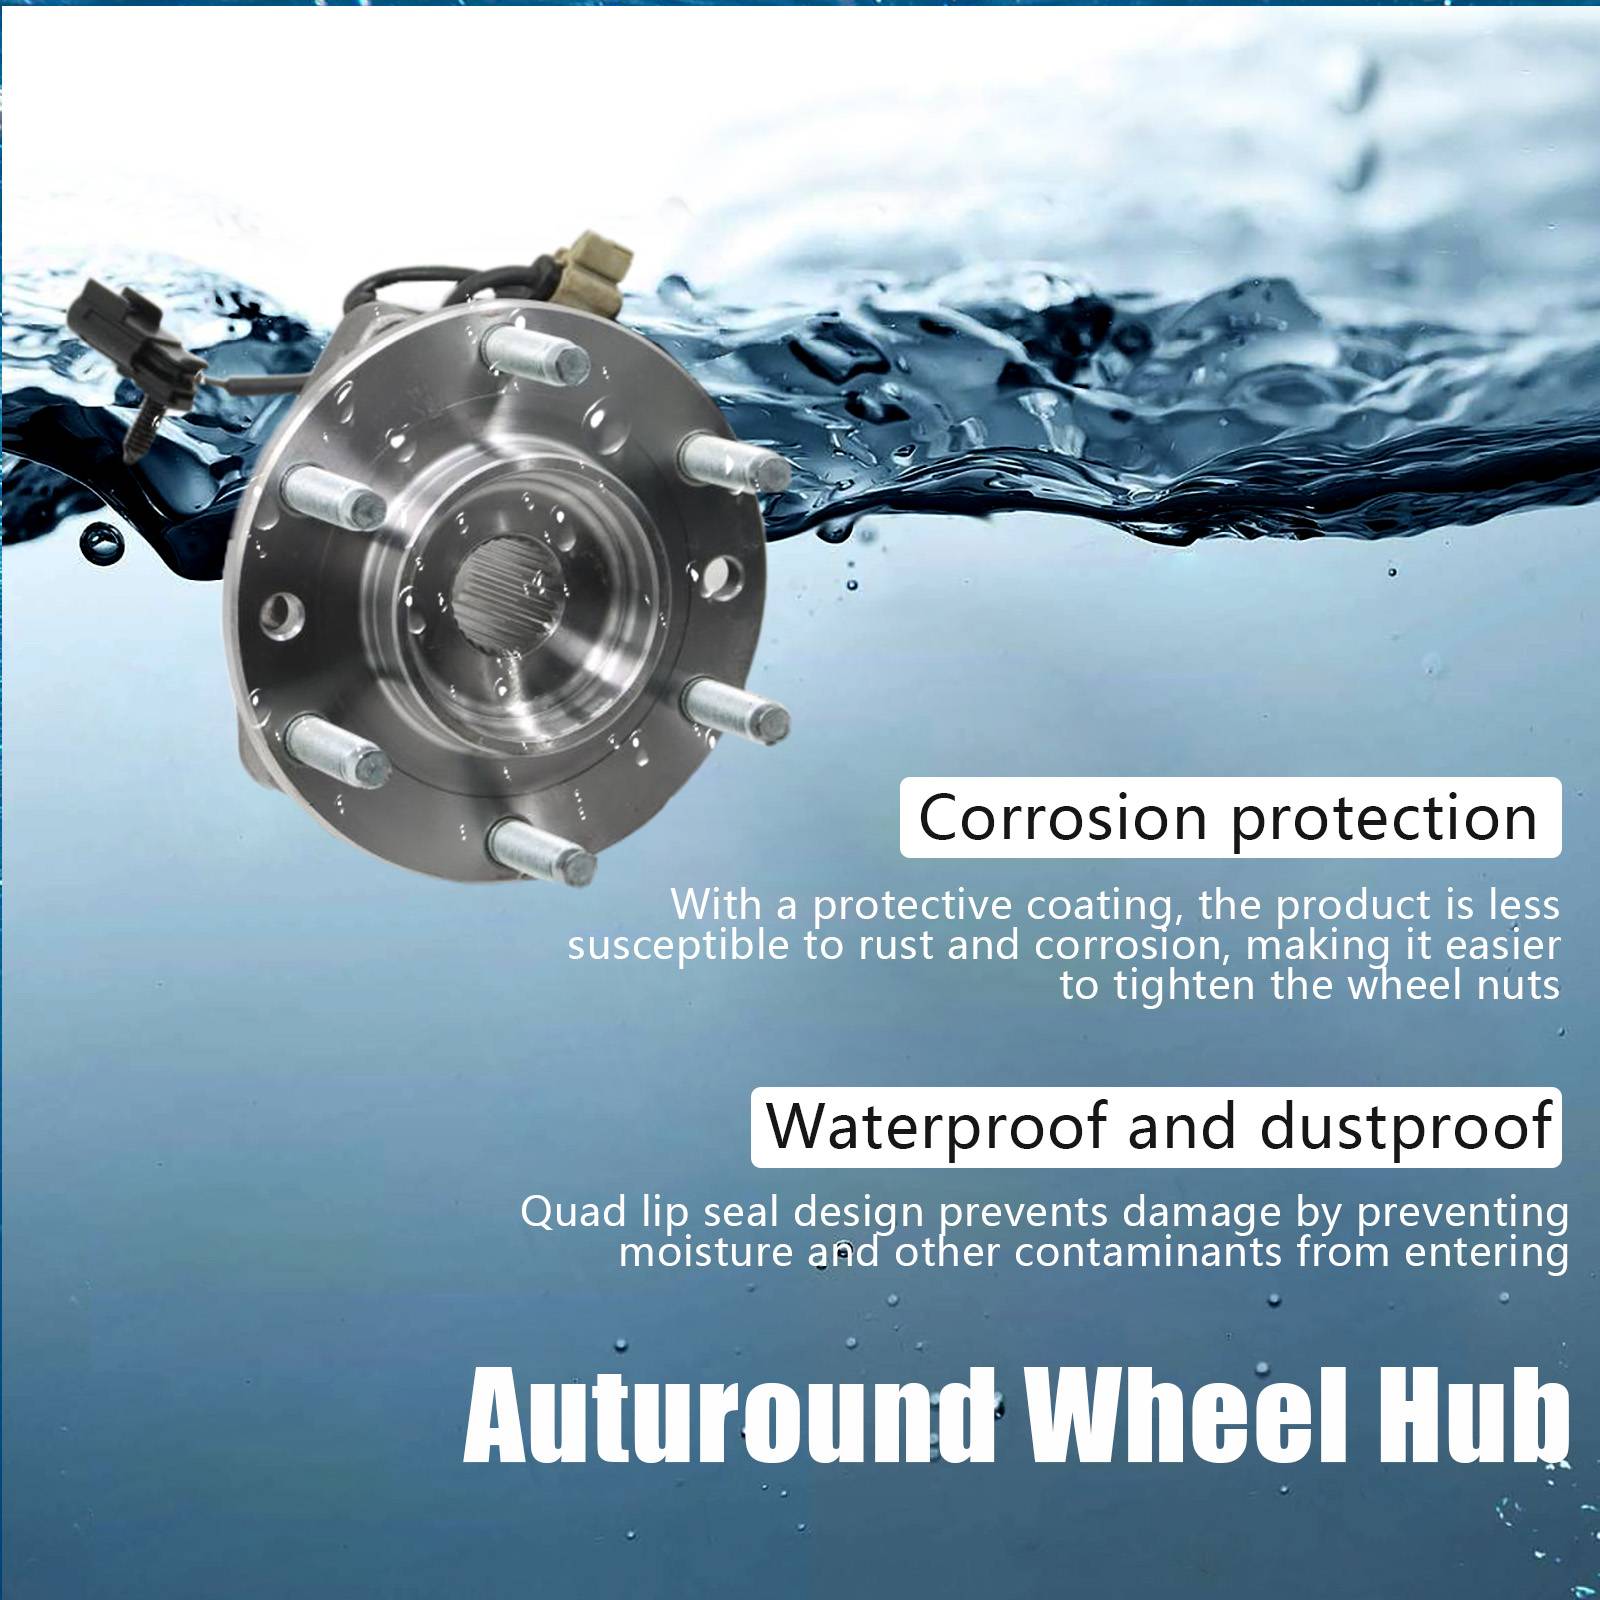 Corrosion protection
With a protective coating, the product is less
susceptible to rust and corrosion, making it easier
to tighten the wheel nuts
Waterproof and dustproof
Quad lip seal design prevents damage by preventing
moisture and other contaminants from entering
Auturound Wheel Hub